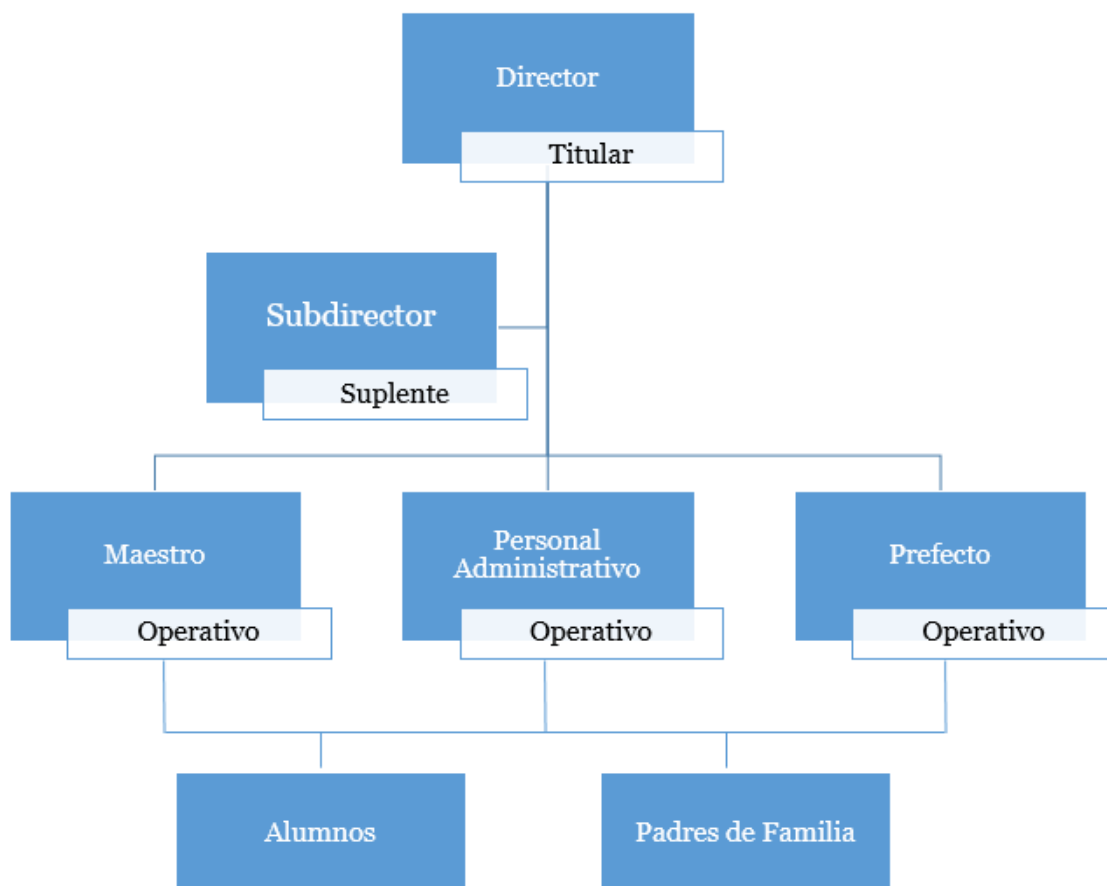 Director
Titular
Subdirector
Suplente
Maestro
Operativo
Personal
Administrativo
Operativo
Prefecto
Operativo
Alumnos
Padres de Familia